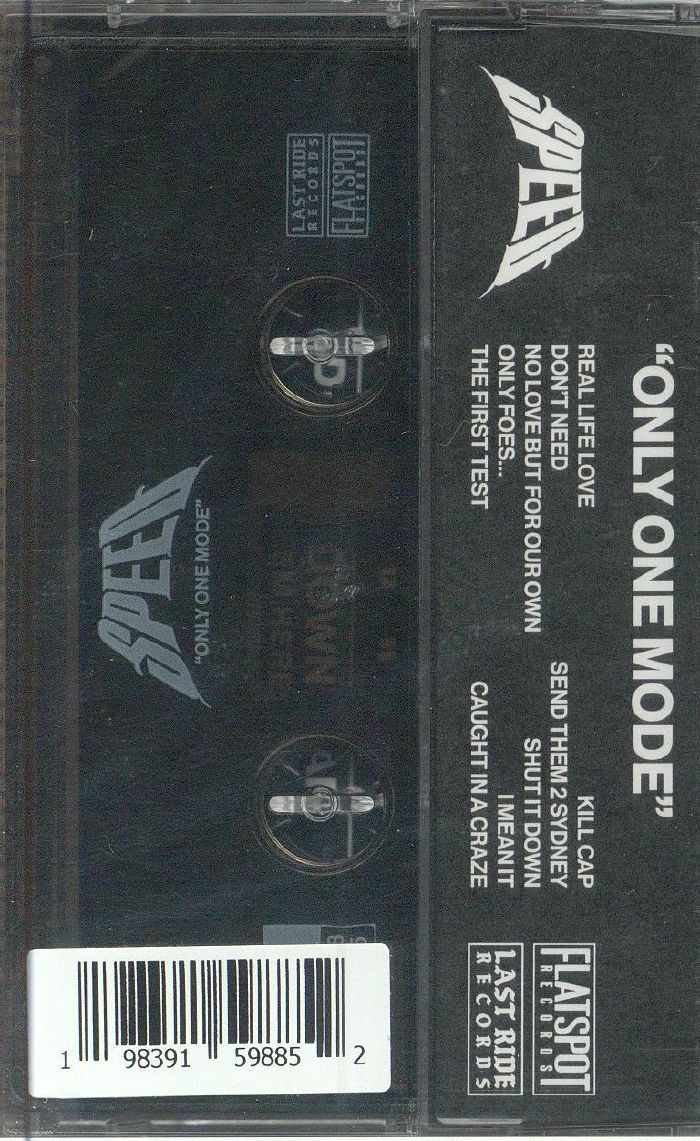 SPEED
“ONLY ONE MODE”
REAL LIFE LOVE
DON'T NEED
NO LOVE BUT FOR OUR OWN
ONLY FOES...
THE FIRST TEST
KILL CAP
SEND THEM 2 SYDNEY
SHUT IT DOWN
I MEAN IT
CAUGHT IN A CRAZE
FLATSPOT
RECORDS
LAST RIDE
RECORDS
FLATSPOT
RECORDS
LAST RIDE
RECORDS
SPEED
“ONLY ONE MODE”
1 98391 59885 2